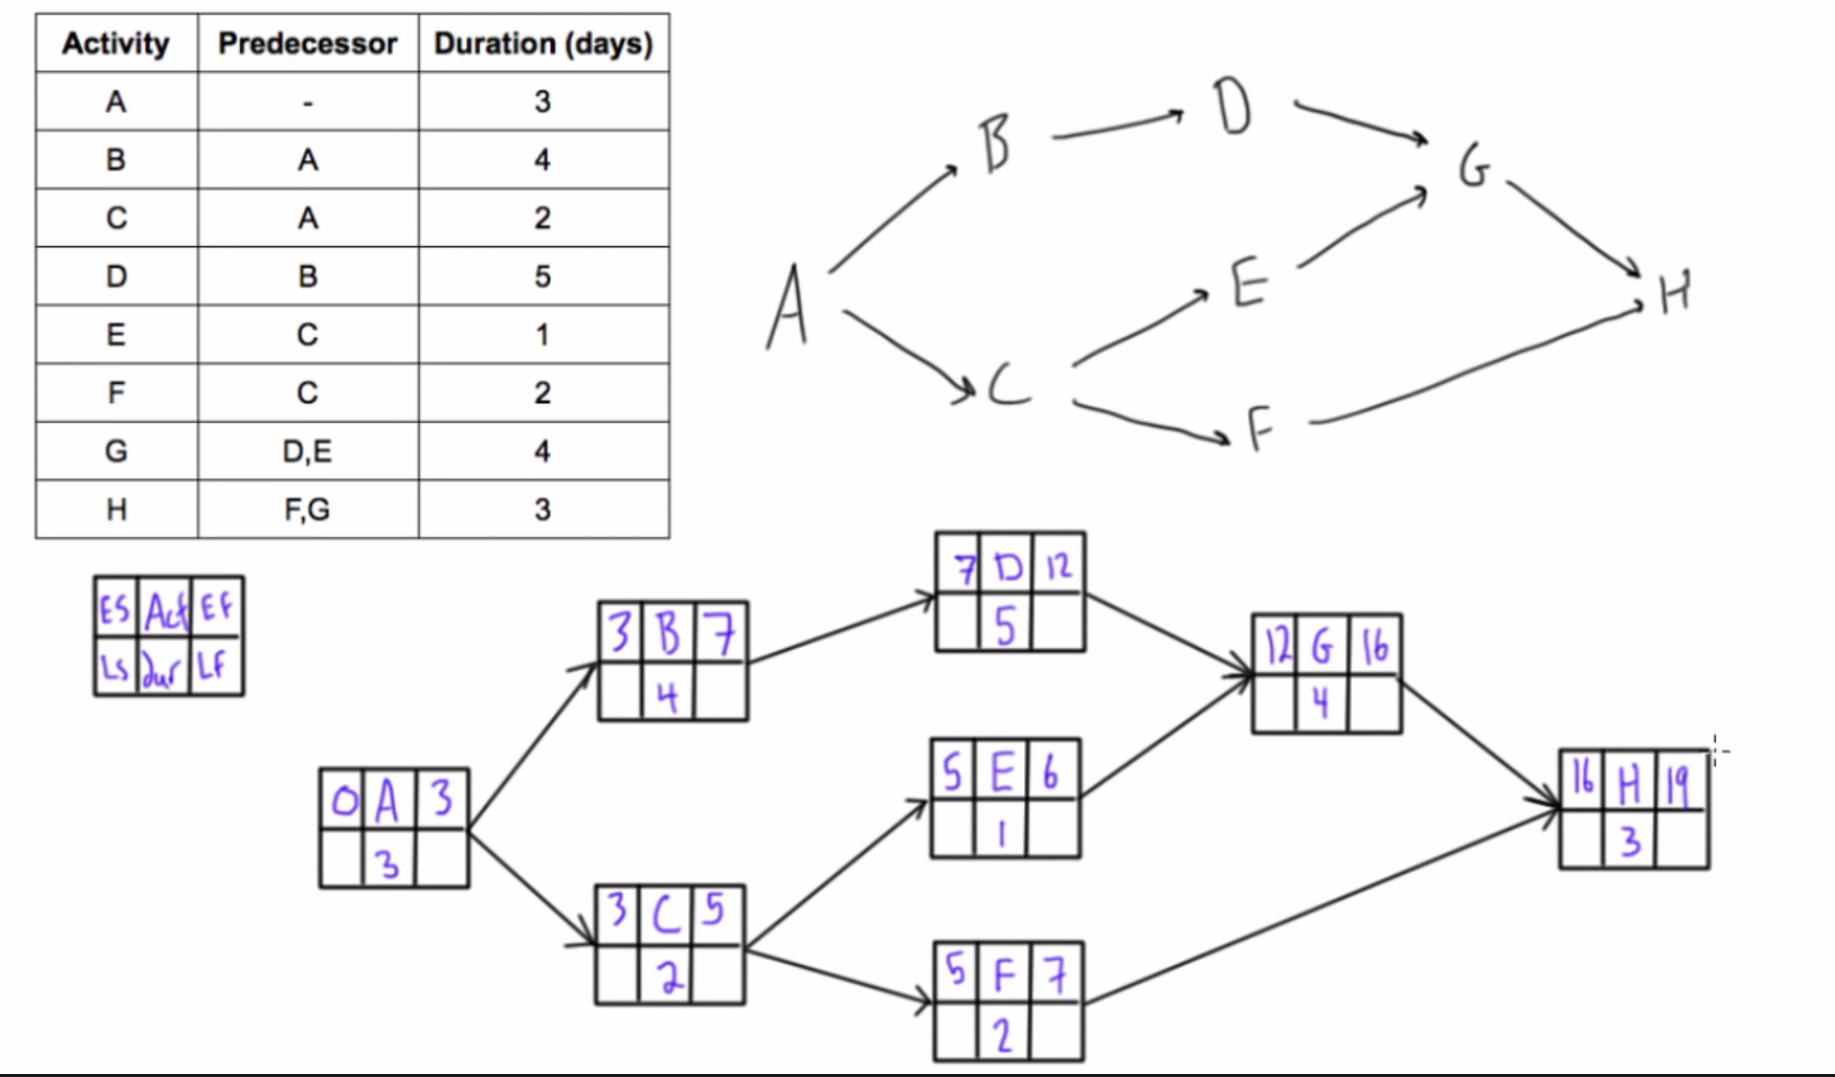 Activity Predecessor Duration (days)
A - 3
B A 4
C A 2
D B 5
E C 1
F C 2
G D,E 4
H F,G 3
B D G
A E H
C F
ES Act EF
LS Dur LF
7 D 12
5
3 B 7
4
12 G 16
4
5 E 6
1
0 A 3
3
16 H 19
3
3 C 5
2
5 F 7
2